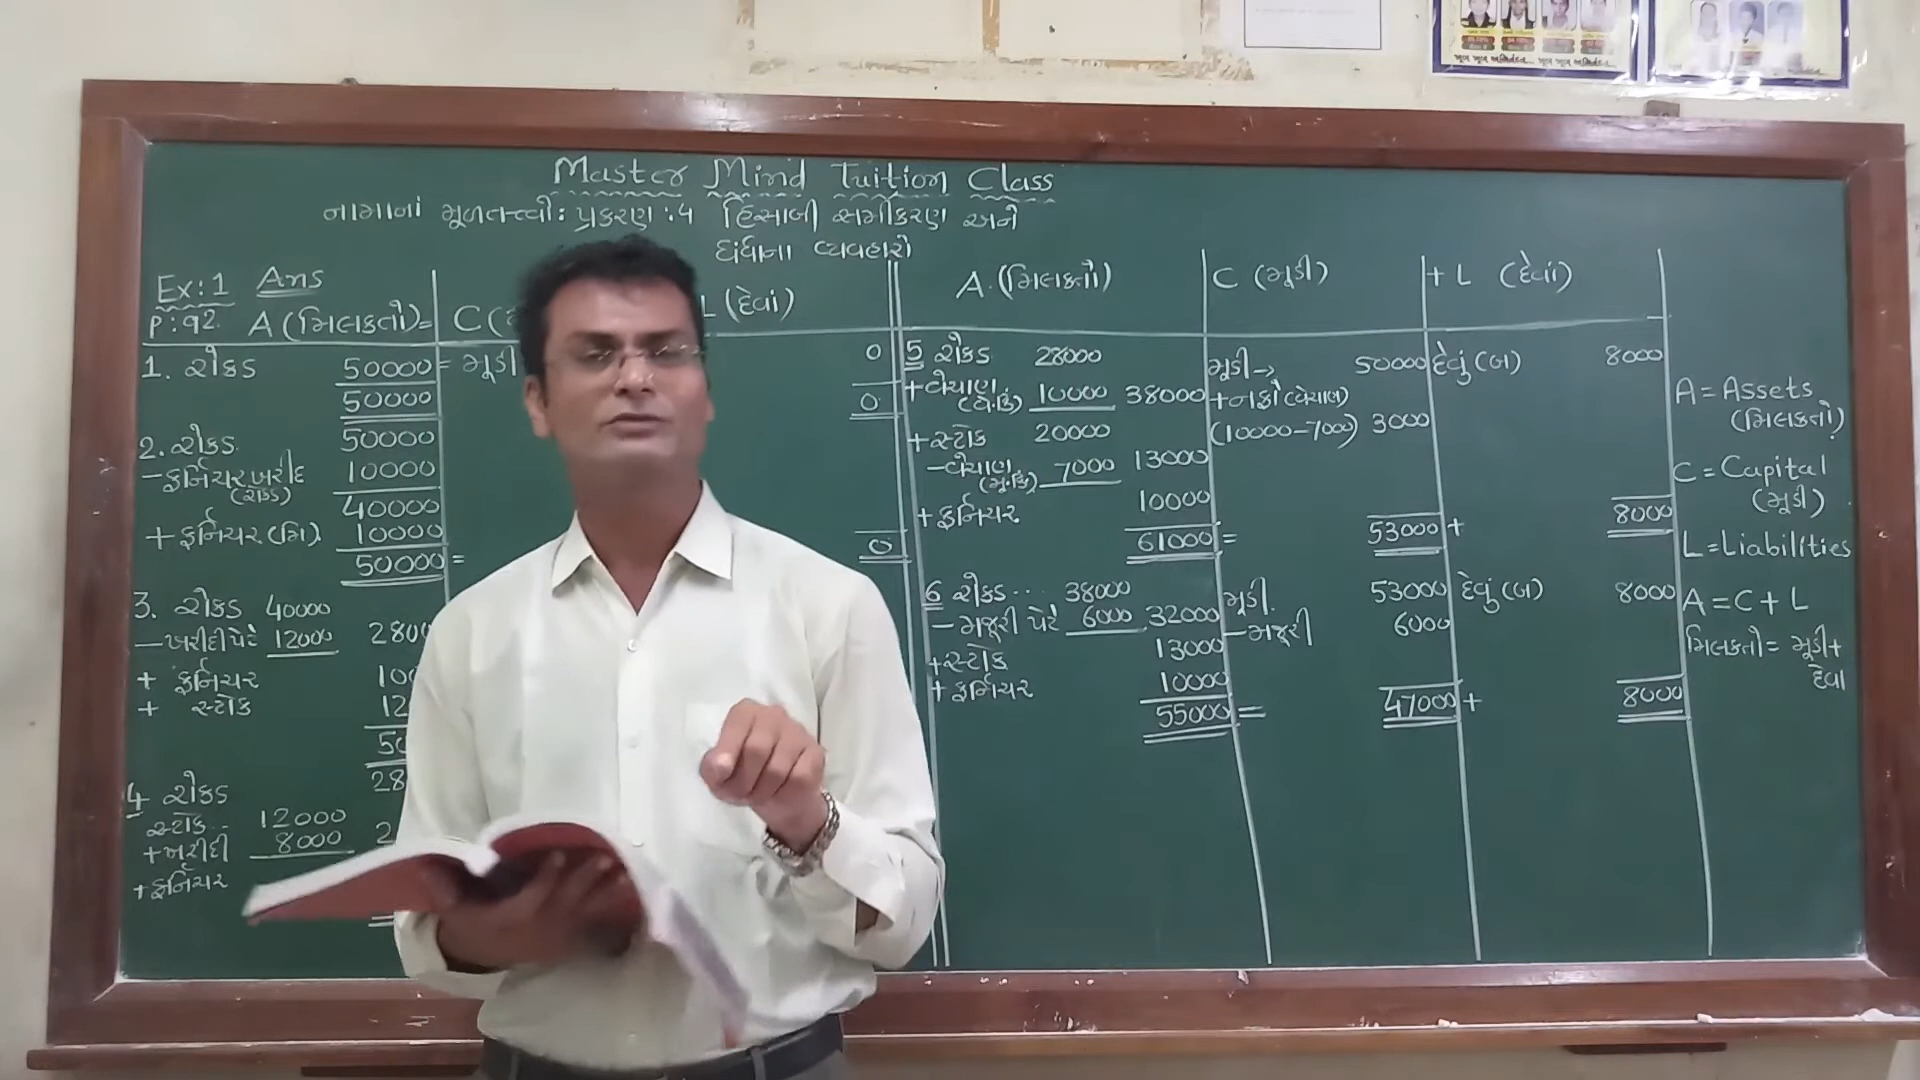 Master Mind Tuition Class
નામાનાં મૂળતત્ત્વો : પ્રકરણ : 4 હિસાબી સમીકરણ અને
ધંધાના વ્યવહારો
Ex:1 Ans
P:92. A (મિલકતો) = C ( L (દેવાં)
1. રોકડ 50000 = મૂડી 0
50000 0
2. રોકડ 50000
- ફર્નિચર ખરીદ 10000
(રોકડ)
40000
+ ફર્નિચર (મિ). 10000
50000 = 0
3. રોકડ 40000
- ખરીદી પેટે 12000
+ ફર્નિચર
+ સ્ટોક
4 રોકડ
સ્ટોક.. 12000
+ ખરીદી 8000
+ ફર્નિચર
A. (મિલકતો) C (મૂડી) + L (દેવાં)
5 રોકડ 28000 મૂડી → 50000 દેવું (બ) 8000
+ વેચાણ (વે.કિં) 10000 38000 + નફો (વેચાણ)
+ સ્ટોક 20000 (10000-7000) 3000
- વેચાણ (મૂ.કિં) 7000 13000
+ ફર્નિચર 10000
61000 = 53000 + 8000
6 રોકડ ... 38000 મૂડી. 53000 દેવું (બ) 8000
- મજૂરી પેટે 6000 32000 - મજૂરી 6000
+ સ્ટોક 13000
+ ફર્નિચર 10000
55000 = 47000 + 8000
A = Assets
(મિલકતો)
C = Capital
(મૂડી)
L = Liabilities
A = C + L
મિલકતો = મૂડી +
દેવા